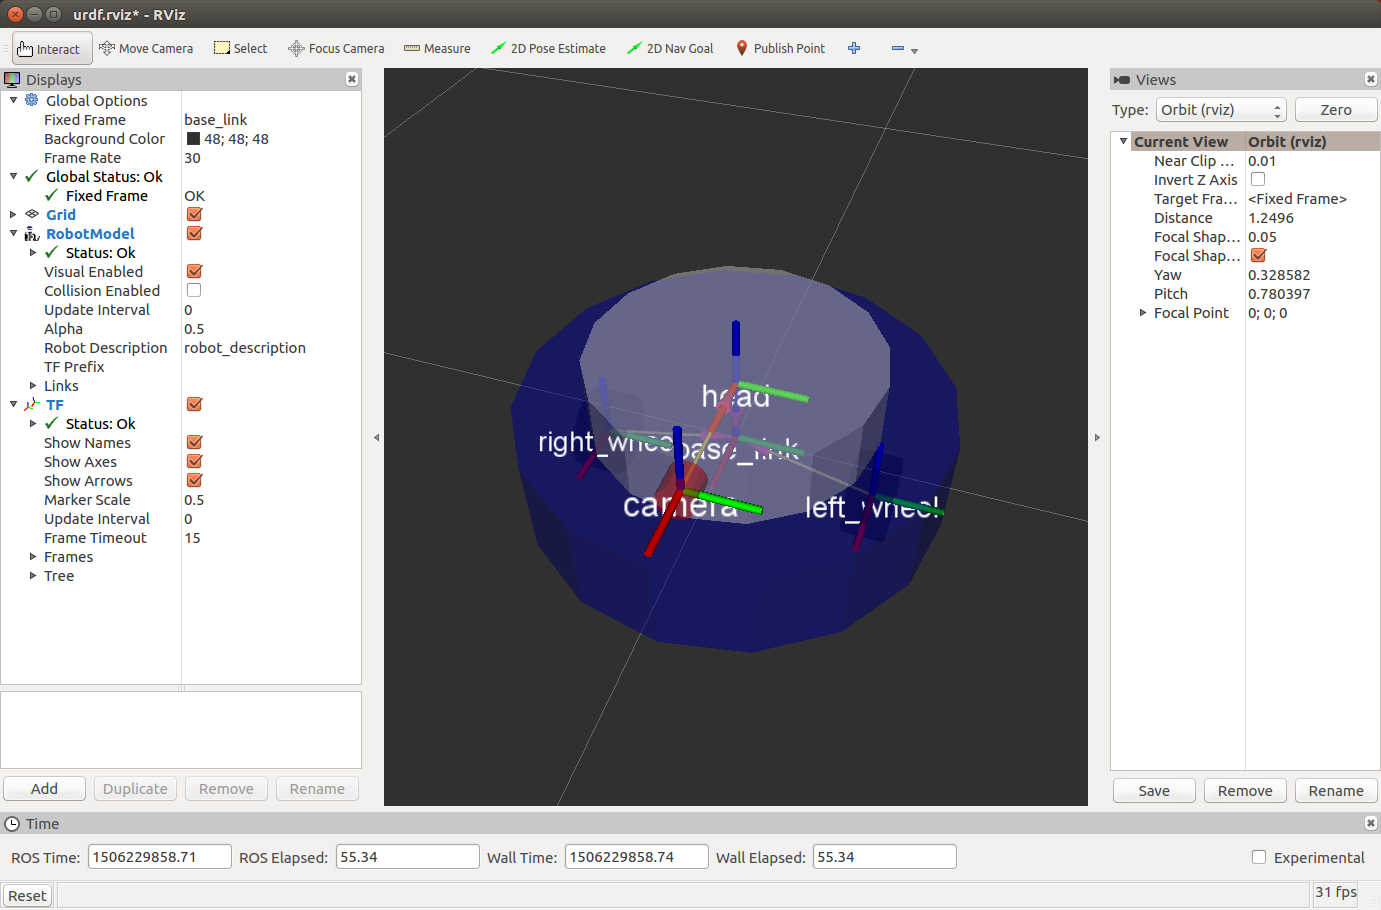 urdf.rviz* - RViz
Interact Move Camera Select Focus Camera Measure 2D Pose Estimate 2D Nav Goal Publish Point
Displays
Global Options
Fixed Frame base_link
Background Color 48; 48; 48
Frame Rate 30
Global Status: Ok
Fixed Frame OK
Grid
RobotModel
Status: Ok
Visual Enabled
Collision Enabled
Update Interval 0
Alpha 0.5
Robot Description robot_description
TF Prefix
Links
TF
Status: Ok
Show Names
Show Axes
Show Arrows
Marker Scale 0.5
Update Interval 0
Frame Timeout 15
Frames
Tree
Add Duplicate Remove Rename
head
right_wheel
base_link
camera
left_wheel
Views
Type: Orbit (rviz) Zero
Current View Orbit (rviz)
Near Clip ... 0.01
Invert Z Axis
Target Fra... <Fixed Frame>
Distance 1.2496
Focal Shap... 0.05
Focal Shap...
Yaw 0.328582
Pitch 0.780397
Focal Point 0; 0; 0
Save Remove Rename
Time
ROS Time: 1506229858.71 ROS Elapsed: 55.34 Wall Time: 1506229858.74 Wall Elapsed: 55.34 Experimental
Reset 31 fps